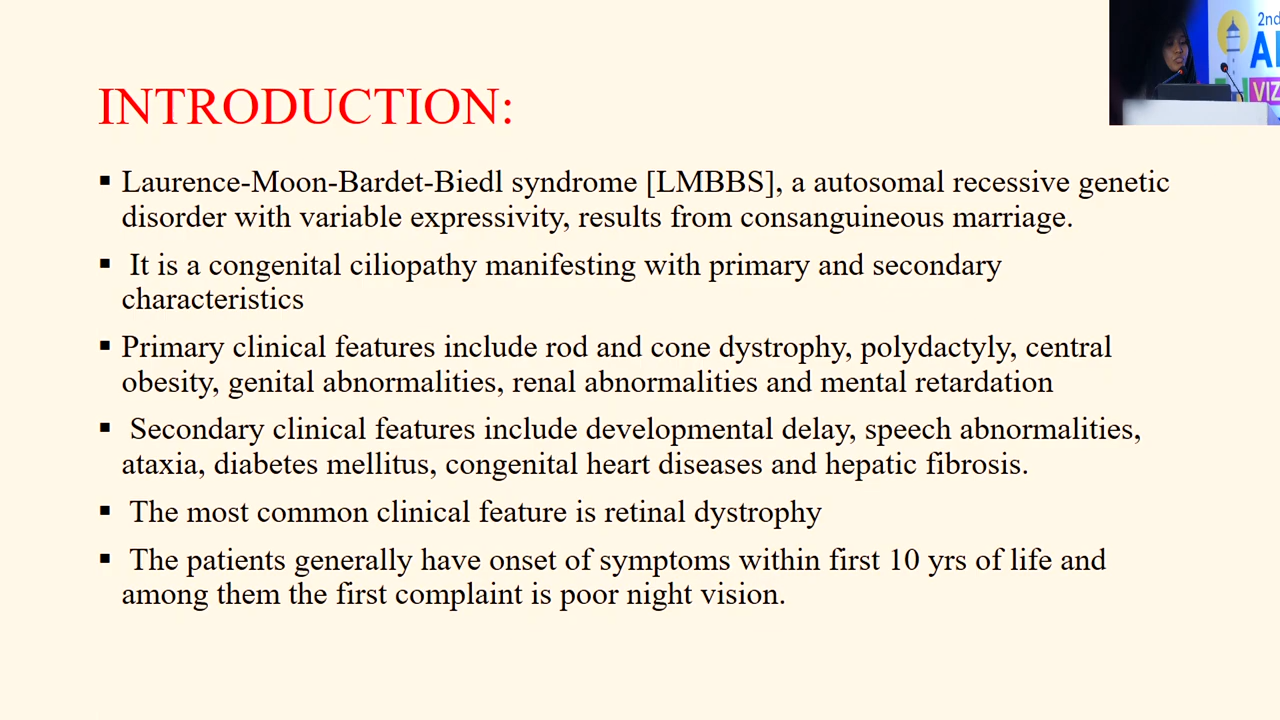 2nd
VIZ
INTRODUCTION:
▪ Laurence-Moon-Bardet-Biedl syndrome [LMBBS], a autosomal recessive genetic
disorder with variable expressivity, results from consanguineous marriage.
▪ It is a congenital ciliopathy manifesting with primary and secondary
characteristics
▪ Primary clinical features include rod and cone dystrophy, polydactyly, central
obesity, genital abnormalities, renal abnormalities and mental retardation
▪ Secondary clinical features include developmental delay, speech abnormalities,
ataxia, diabetes mellitus, congenital heart diseases and hepatic fibrosis.
▪ The most common clinical feature is retinal dystrophy
▪ The patients generally have onset of symptoms within first 10 yrs of life and
among them the first complaint is poor night vision.